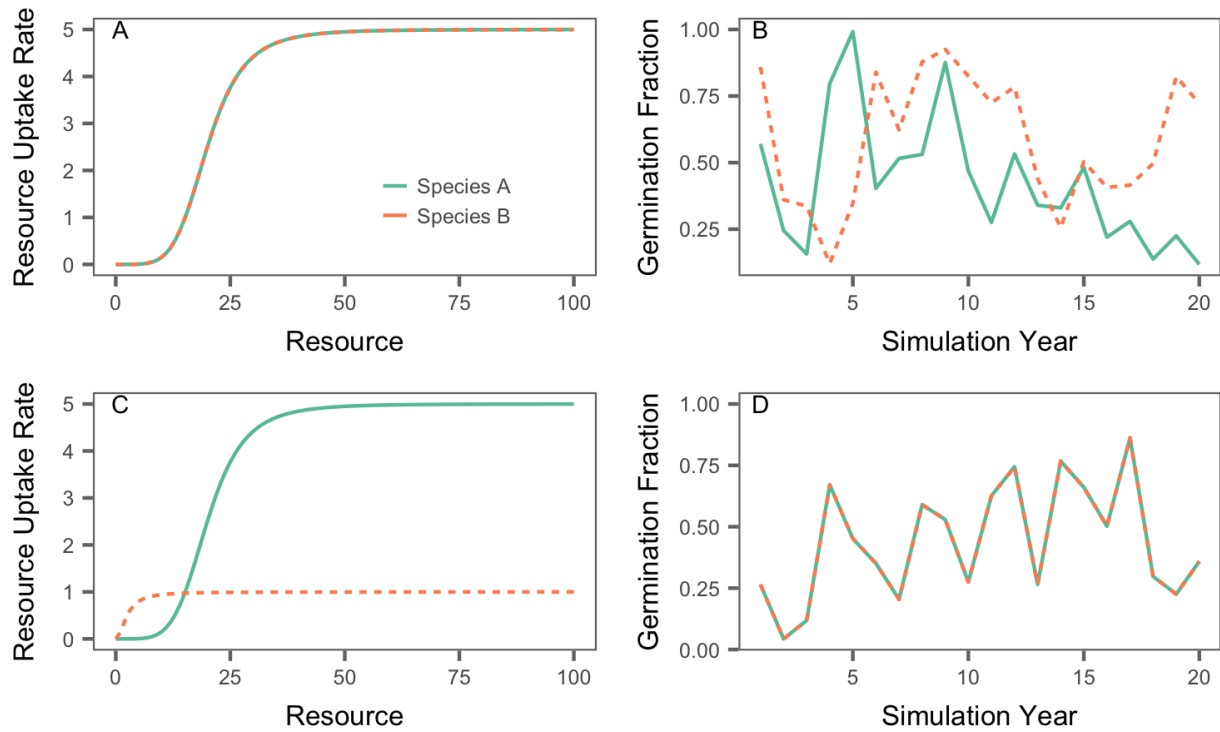 A
Resource Uptake Rate
5
4
3
2
1
0
Species A
Species B
0 25 50 75 100
Resource
B
Germination Fraction
1.00
0.75
0.50
0.25
5 10 15 20
Simulation Year
C
Resource Uptake Rate
5
4
3
2
1
0
0 25 50 75 100
Resource
D
Germination Fraction
1.00
0.75
0.50
0.25
0.00
5 10 15 20
Simulation Year